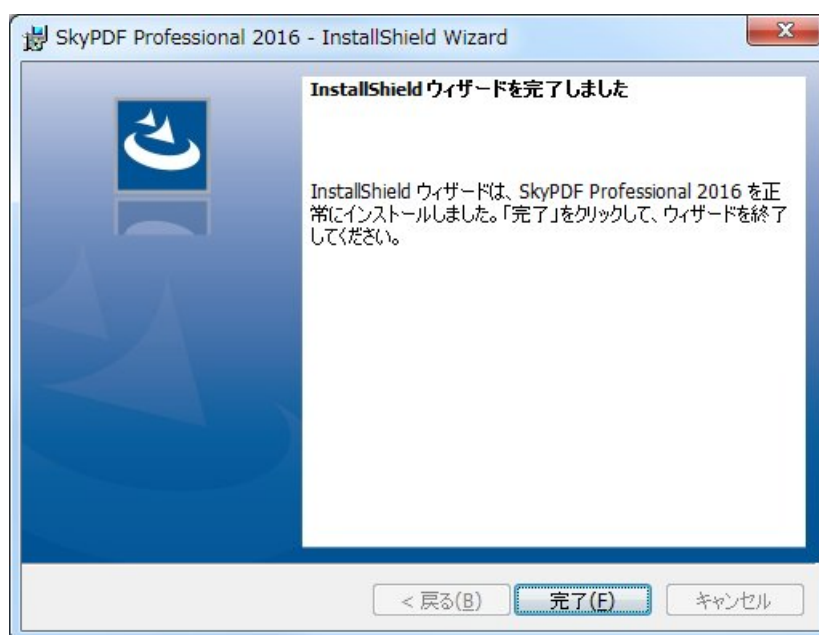 SkyPDF Professional 2016 - InstallShield Wizard
InstallShield ウィザードを完了しました
InstallShield ウィザードは、SkyPDF Professional 2016 を正
常にインストールしました。「完了」をクリックして、ウィザードを終了
してください。
< 戻る(B)
完了(F)
キャンセル